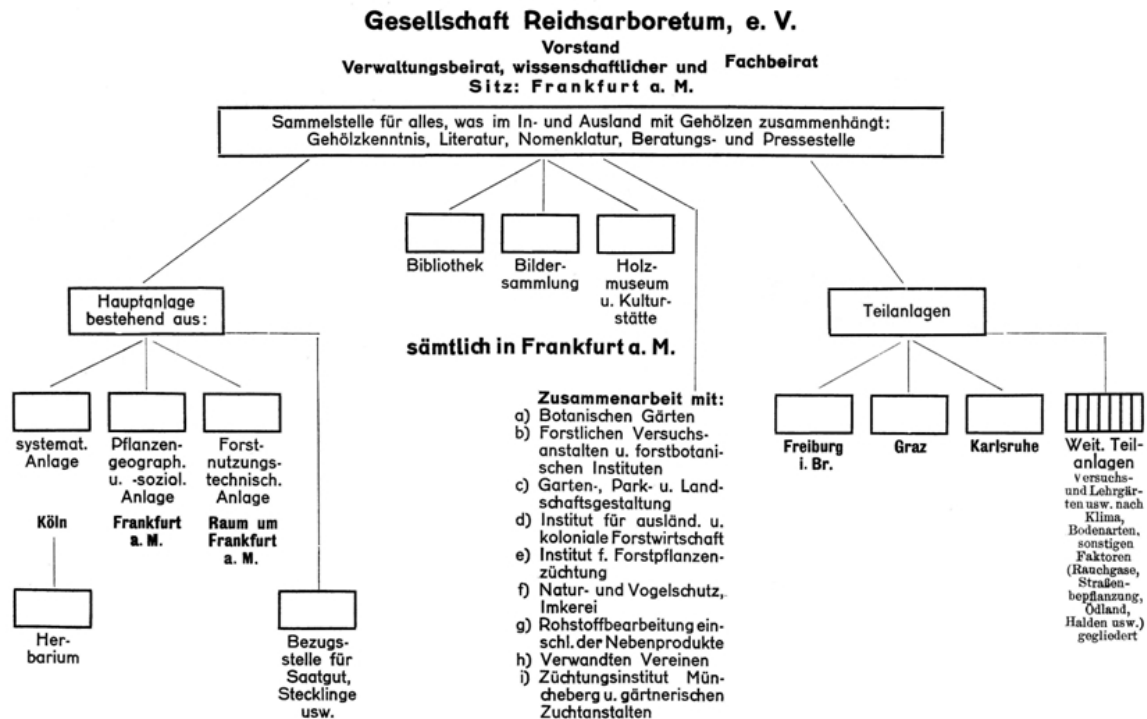 Gesellschaft Reichsarboretum, e. V.
Vorstand
Verwaltungsbeirat, wissenschaftlicher und Fachbeirat
Sitz: Frankfurt a. M.
Sammelstelle für alles, was im In- und Ausland mit Gehölzen zusammenhängt:
Gehölzkenntnis, Literatur, Nomenklatur, Beratungs- und Pressestelle
Bibliothek
Bilder-
sammlung
Holz-
museum
u. Kultur-
stätte
sämtlich in Frankfurt a. M.
Hauptanlage
bestehend aus:
systemat.
Anlage
Köln
Her-
barium
Pflanzen-
geograph.
u. -soziol.
Anlage
Frankfurt
a. M.
Forst-
nutzungs-
technisch.
Anlage
Raum um
Frankfurt
a. M.
Bezugs-
stelle für
Saatgut,
Stecklinge
usw.
Zusammenarbeit mit:
a) Botanischen Gärten
b) Forstlichen Versuchs-
anstalten u. forstbotani-
schen Instituten
c) Garten-, Park- u. Land-
schaftsgestaltung
d) Institut für ausländ. u.
koloniale Forstwirtschaft
e) Institut f. Forstpflanzen-
züchtung
f) Natur- und Vogelschutz,
Imkerei
g) Rohstoffbearbeitung ein-
schl. der Nebenprodukte
h) Verwandten Vereinen
i) Züchtungsinstitut Mün-
cheberg u. gärtnerischen
Zuchtanstalten
Teilanlagen
Freiburg
i. Br.
Graz
Karlsruhe
Weit. Teil-
anlagen
Versuchs-
und Lehrgär-
ten usw. nach
Klima,
Bodenarten,
sonstigen
Faktoren
(Rauchgase,
Straßen-
bepflanzung,
Ödland,
Halden usw.)
gegliedert